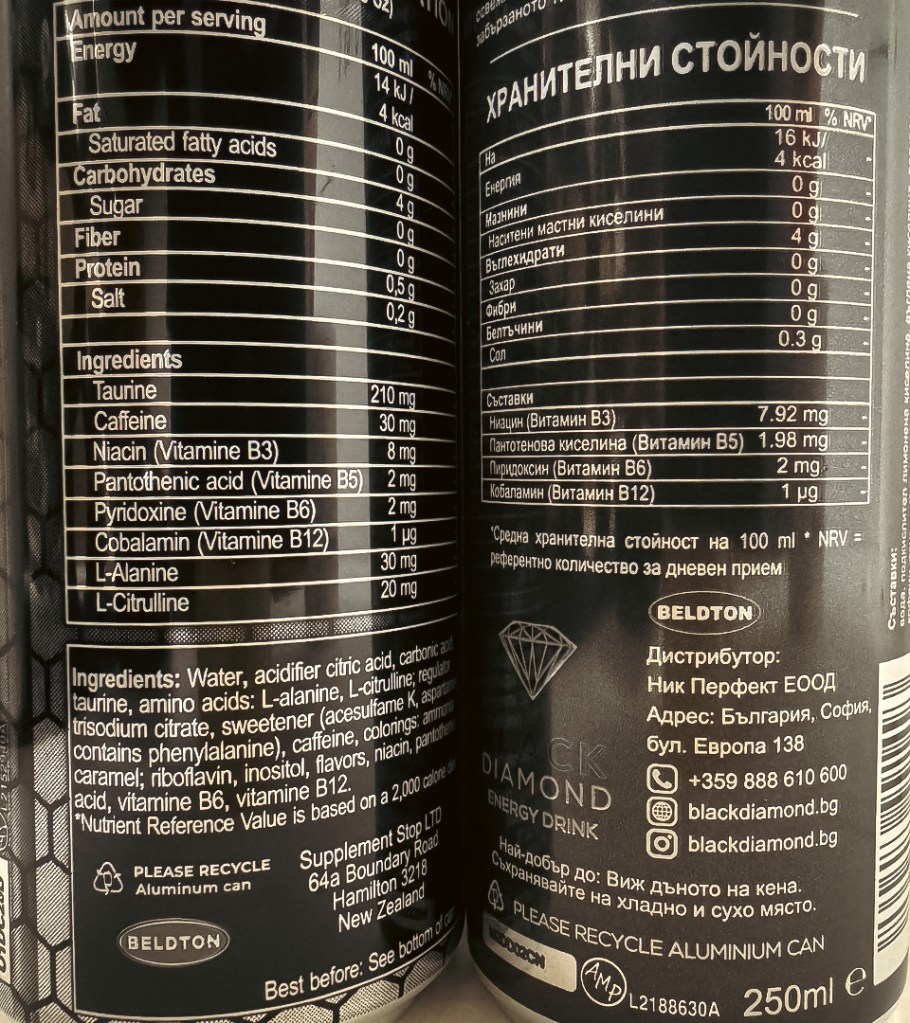 Amount per serving
100 ml
Energy 14 kJ / 4 kcal
Fat 0 g
Saturated fatty acids 0 g
Carbohydrates 4 g
Sugar 0 g
Fiber 0 g
Protein 0,5 g
Salt 0,2 g
Ingredients
Taurine 210 mg
Caffeine 30 mg
Niacin (Vitamine B3) 8 mg
Pantothenic acid (Vitamine B5) 2 mg
Pyridoxine (Vitamine B6) 2 mg
Cobalamin (Vitamine B12) 1 µg
L-Alanine 30 mg
L-Citrulline 20 mg
Ingredients: Water, acidifier citric acid, carbonic acid,
taurine, amino acids: L-alanine, L-citrulline; regulator
trisodium citrate, sweetener (acesulfame K, aspartame
contains phenylalanine), caffeine, colorings: ammonia
caramel; riboflavin, inositol, flavors, niacin, pantothenic
acid, vitamine B6, vitamine B12.
*Nutrient Reference Value is based on a 2,000 calorie
PLEASE RECYCLE
Aluminum can
Supplement Stop LTD
64a Boundary Road
Hamilton 3218
New Zealand
BELDTON
Best before: See bottom of can
забързаното
ХРАНИТЕЛНИ СТОЙНОСТИ
На 100 ml % NRV*
Енергия 16 kJ/ 4 kcal -
Мазнини 0 g -
Наситени мастни киселини 0 g -
Въглехидрати 4 g -
Захар 0 g -
Фибри 0 g -
Белтъчини 0 g -
Сол 0.3 g -
Съставки
Ниацин (Витамин B3) 7.92 mg -
Пантотенова киселина (Витамин B5) 1.98 mg -
Пиридоксин (Витамин B6) 2 mg -
Кобаламин (Витамин B12) 1 µg -
*Средна хранителна стойност на 100 ml * NRV =
референтно количество за дневен прием
BELDTON
Дистрибутор:
Ник Перфект ЕООД
Адрес: България, София,
бул. Европа 138
+359 888 610 600
blackdiamond.bg
blackdiamond.bg
ACK
DIAMOND
ENERGY DRINK
Най-добър до: Виж дъното на кена.
Съхранявайте на хладно и сухо място.
PLEASE RECYCLE ALUMINIUM CAN
AMP
L2188630A
250ml e
Съставки: